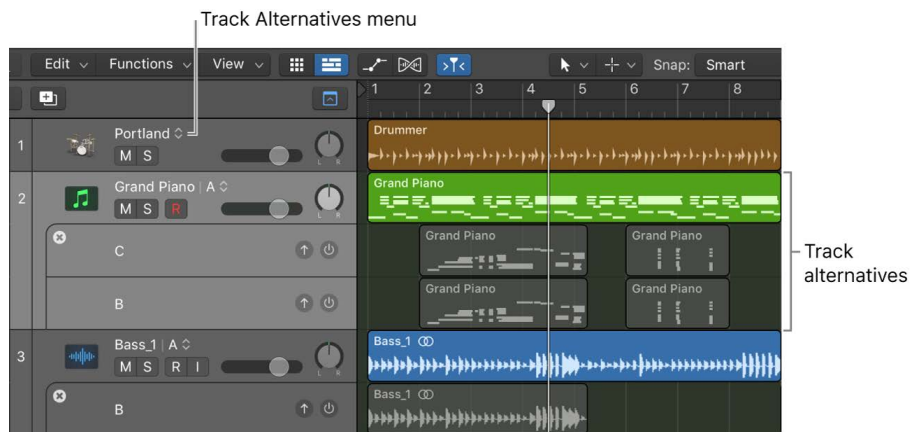 Track Alternatives menu
Edit Functions View Snap: Smart
1 2 3 4 5 6 7 8
1 Portland Drummer
M S L R
2 Grand Piano | A Grand Piano
M S R L R
C Grand Piano Grand Piano
Track
alternatives
B Grand Piano Grand Piano
3 Bass_1 | A Bass_1
M S R I L R
B Bass_1